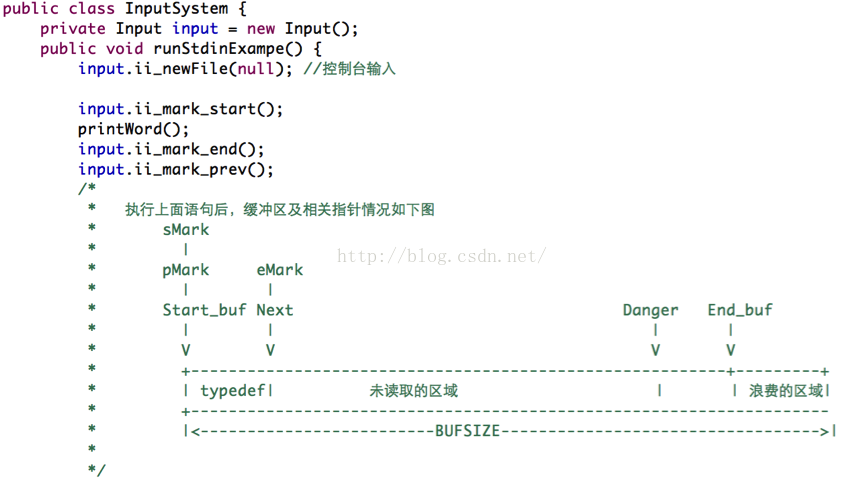 public class InputSystem {
    private Input input = new Input();
    public void runStdinExampe() {
        input.ii_newFile(null); //控制台输入

        input.ii_mark_start();
        printWord();
        input.ii_mark_end();
        input.ii_mark_prev();
        /*
         *   执行上面语句后，缓冲区及相关指针情况如下图
         *       sMark
         *         |
         *       pMark     eMark
         *         |        |
         *       Start_buf Next                                   Danger   End_buf
         *         |        |                                        |       |
         *         V        V                                        V       V
         *         +---------------------------------------------------------+---------+
         *         | typedef|          未读取的区域                     |       | 浪费的区域|
         *         +--------------------------------------------------------------------
         *         |<-------------------------BUFSIZE---------------------------------->|
         *
         */
http://blog.csdn.net/